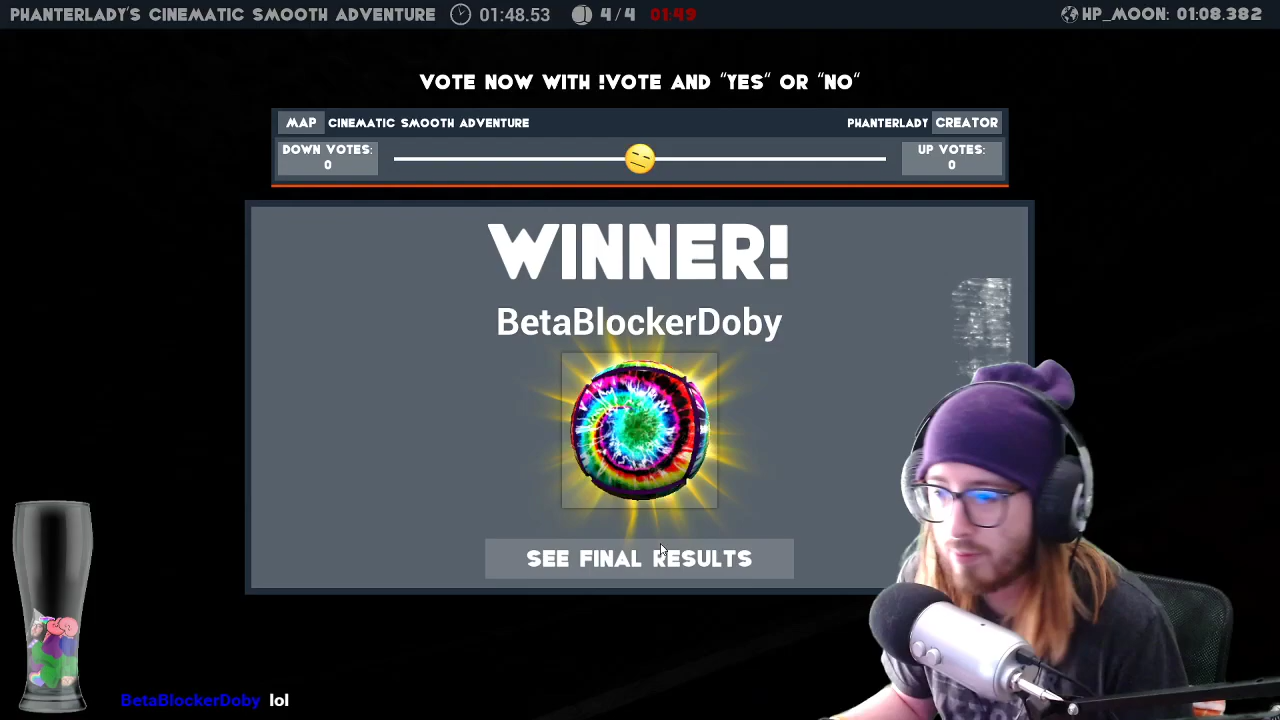 PHANTERLADY'S CINEMATIC SMOOTH ADVENTURE 01:48.53 4/4 01:49 HP_MOON: 01:08.382
VOTE NOW WITH !VOTE AND "YES" OR "NO"
MAP CINEMATIC SMOOTH ADVENTURE PHANTERLADY CREATOR
DOWN VOTES:
0
UP VOTES:
0
WINNER!
BetaBlockerDoby
SEE FINAL RESULTS
BetaBlockerDoby lol